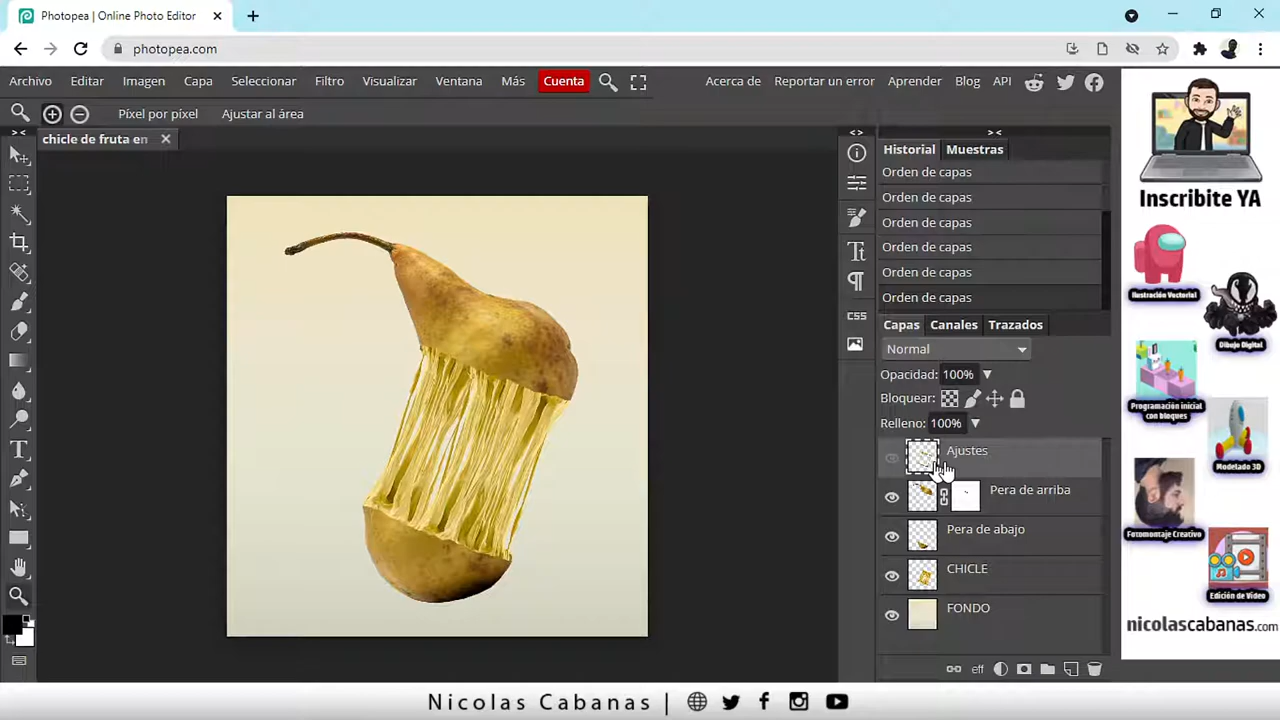 Photopea | Online Photo Editor
photopea.com
Archivo Editar Imagen Capa Seleccionar Filtro Visualizar Ventana Más Cuenta Acerca de Reportar un error Aprender Blog API
Píxel por píxel Ajustar al área
chicle de fruta en
Historial Muestras
Orden de capas
Orden de capas
Orden de capas
Orden de capas
Orden de capas
Orden de capas
CSS
Capas Canales Trazados
Normal
Opacidad: 100%
Bloquear:
Relleno: 100%
Ajustes
Pera de arriba
Pera de abajo
CHICLE
FONDO
eff
Inscribite YA
Ilustración Vectorial
Dibujo Digital
Programación inicial
con bloques
Modelado 3D
Fotomontaje Creativo
Edición de Video
nicolascabanas.com
Nicolas Cabanas |